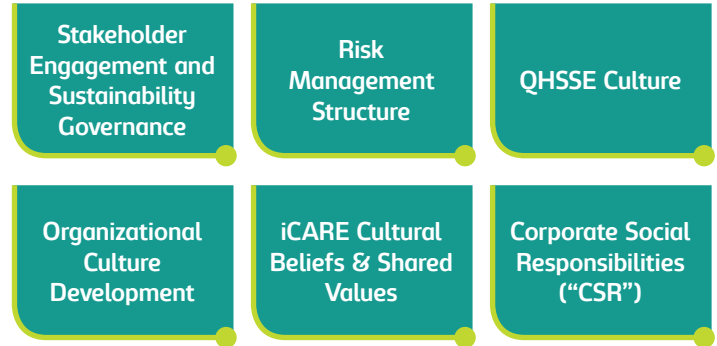 Stakeholder
Engagement and
Sustainability
Governance
Risk
Management
Structure
QHSSE Culture
Organizational
Culture
Development
iCARE Cultural
Beliefs & Shared
Values
Corporate Social
Responsibilities
(“CSR”)